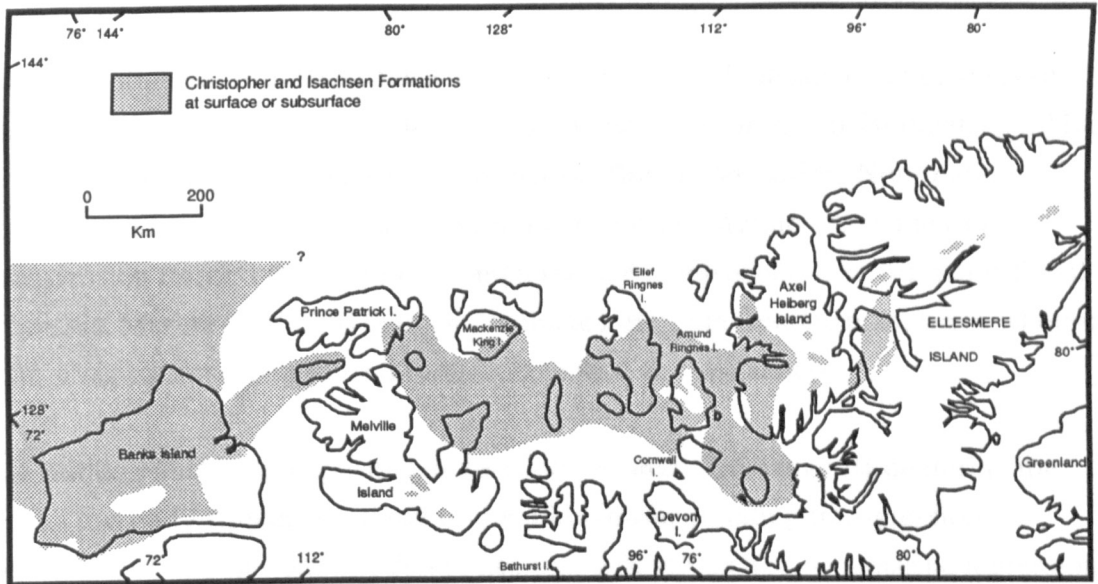 76° 144° 80° 128° 112° 96° 80°
144°
Christopher and Isachsen Formations
at surface or subsurface
0 200
Km
?
Ellef
Ringnes
I.
Axel
Heiberg
Island
Prince Patrick I.
Mackenzie
King I.
Amund
Ringnes I.
ELLESMERE
ISLAND
80°
128°
72°
Melville
Island
Banks Island
Cornwall
I.
Greenland
Devon
I.
Bathurst I.
72° 112° 96° 76° 80°